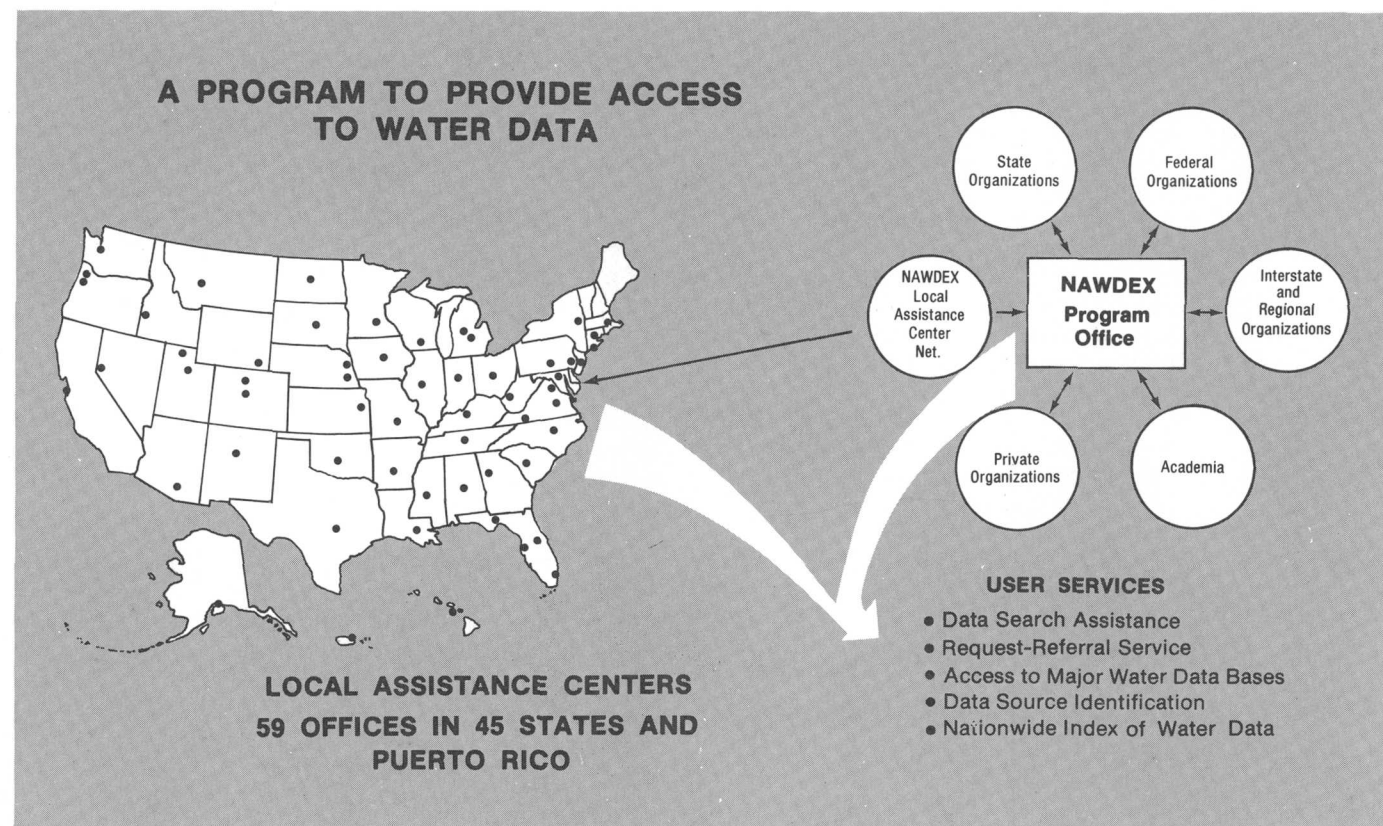 A PROGRAM TO PROVIDE ACCESS
TO WATER DATA
State
Organizations
Federal
Organizations
NAWDEX
Local
Assistance
Center
Net.
NAWDEX
Program
Office
Interstate
and
Regional
Organizations
Private
Organizations
Academia
LOCAL ASSISTANCE CENTERS
59 OFFICES IN 45 STATES AND
PUERTO RICO
USER SERVICES
• Data Search Assistance
• Request-Referral Service
• Access to Major Water Data Bases
• Data Source Identification
• Nationwide Index of Water Data